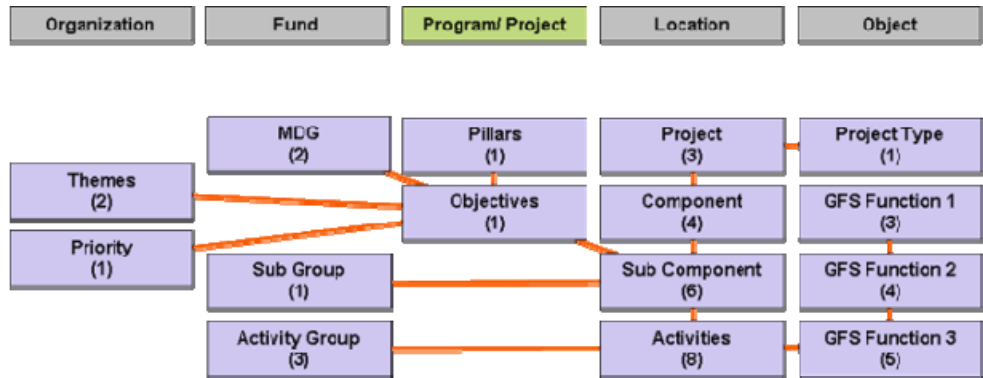 Organization
Fund
Program/ Project
Location
Object
MDG
(2)
Pillars
(1)
Project
(3)
Project Type
(1)
Themes
(2)
Objectives
(1)
Component
(4)
GFS Function 1
(3)
Priority
(1)
Sub Group
(1)
Sub Component
(6)
GFS Function 2
(4)
Activity Group
(3)
Activities
(8)
GFS Function 3
(5)